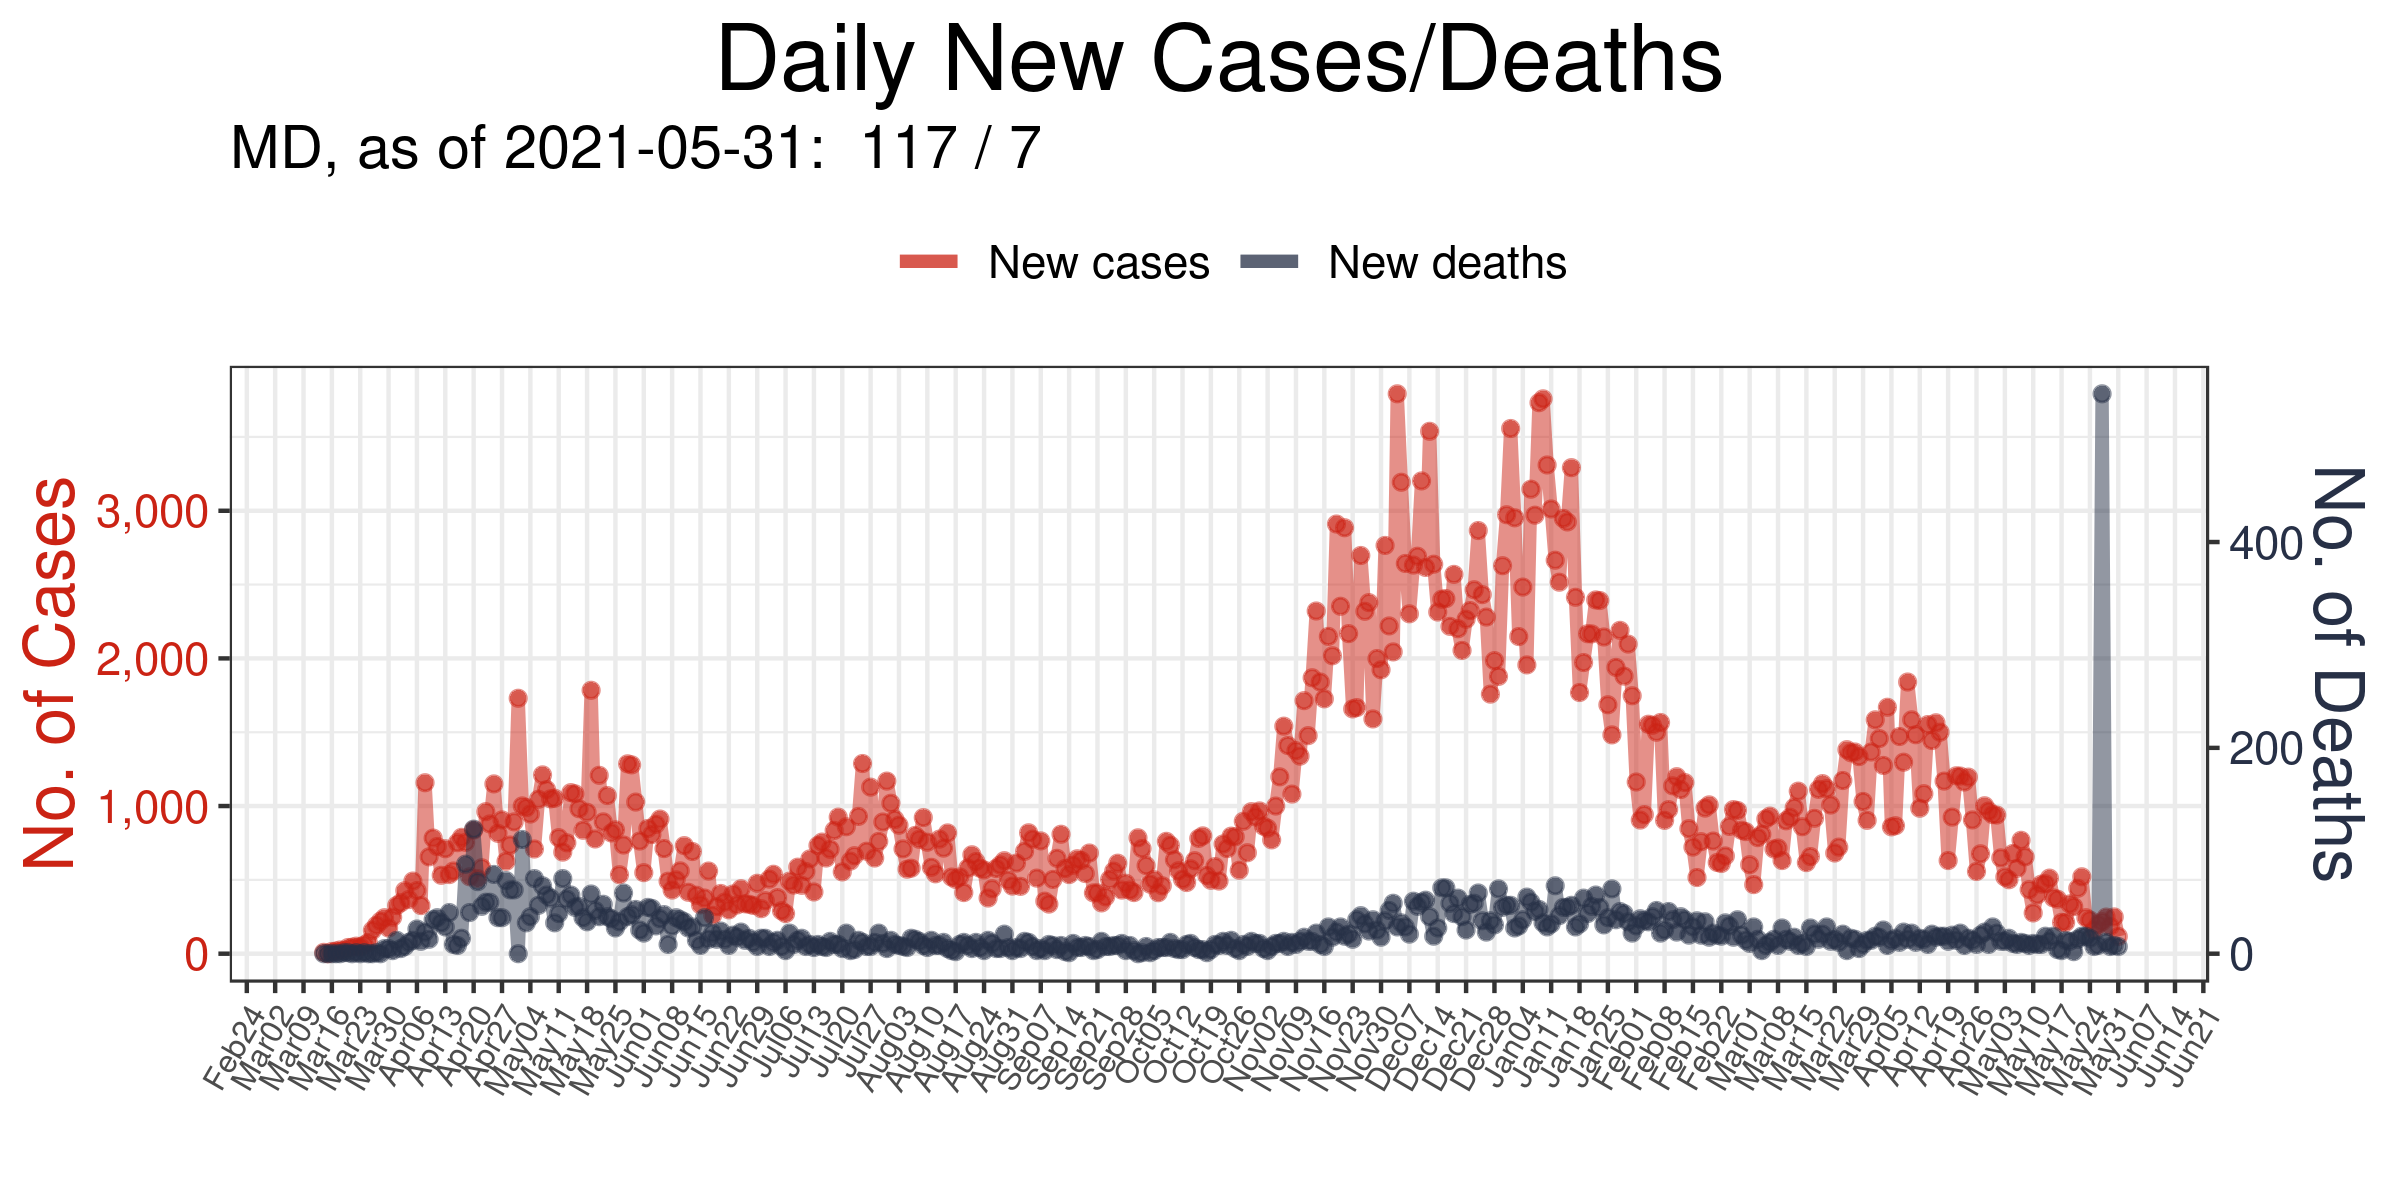 Daily New Cases/Deaths
MD, as of 2021-05-31:  117 / 7
New cases
New deaths
No. of Cases
3,000
2,000
1,000
0
400
200
0
No. of Deaths
Feb24
Mar02
Mar09
Mar16
Mar23
Mar30
Apr06
Apr13
Apr20
Apr27
May04
May11
May18
May25
Jun01
Jun08
Jun15
Jun22
Jun29
Jul06
Jul13
Jul20
Jul27
Aug03
Aug10
Aug17
Aug24
Aug31
Sep07
Sep14
Sep21
Sep28
Oct05
Oct12
Oct19
Oct26
Nov02
Nov09
Nov16
Nov23
Nov30
Dec07
Dec14
Dec21
Dec28
Jan04
Jan11
Jan18
Jan25
Feb01
Feb08
Feb15
Feb22
Mar01
Mar08
Mar15
Mar22
Mar29
Apr05
Apr12
Apr19
Apr26
May03
May10
May17
May24
May31
Jun07
Jun14
Jun21